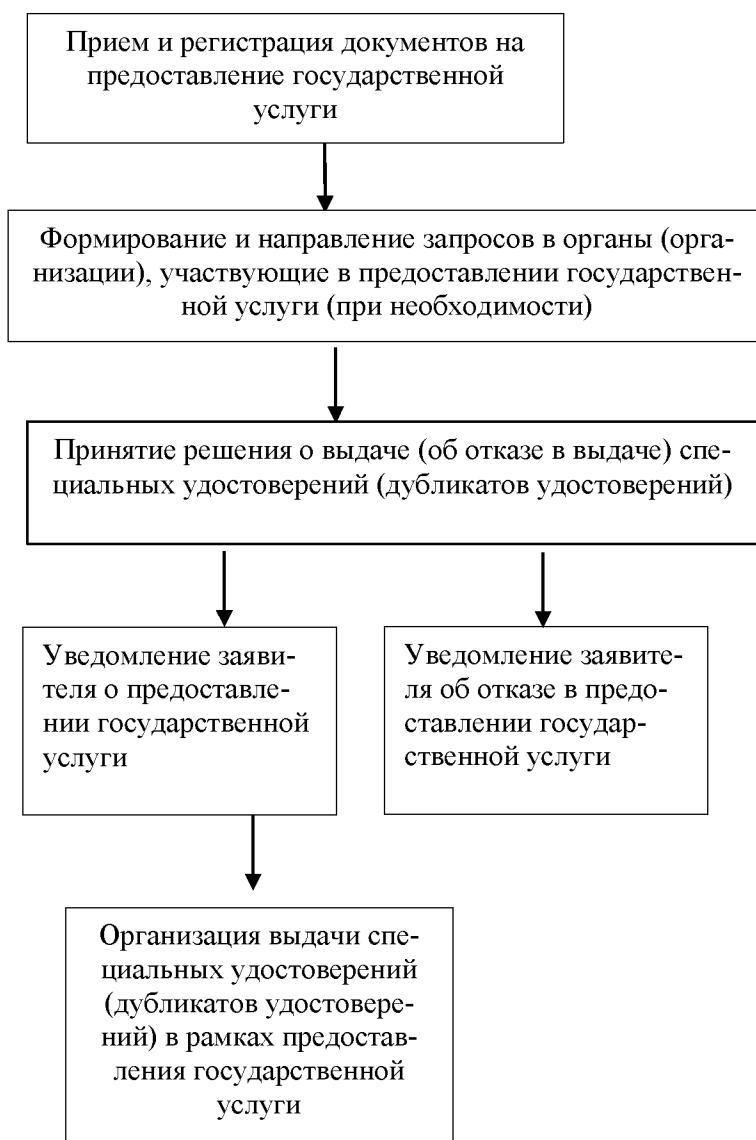 Прием и регистрация документов на
предоставление государственной
услуги
Формирование и направление запросов в органы (орга-
низации), участвующие в предоставлении государствен-
ной услуги (при необходимости)
Принятие решения о выдаче (об отказе в выдаче) спе-
циальных удостоверений (дубликатов удостоверений)
Уведомление заяви-
теля о предоставле-
нии государственной
услуги
Уведомление заявите-
ля об отказе в предо-
ставлении государ-
ственной услуги
Организация выдачи спе-
циальных удостоверений
(дубликатов удостовере-
ний) в рамках предостав-
ления государственной
услуги